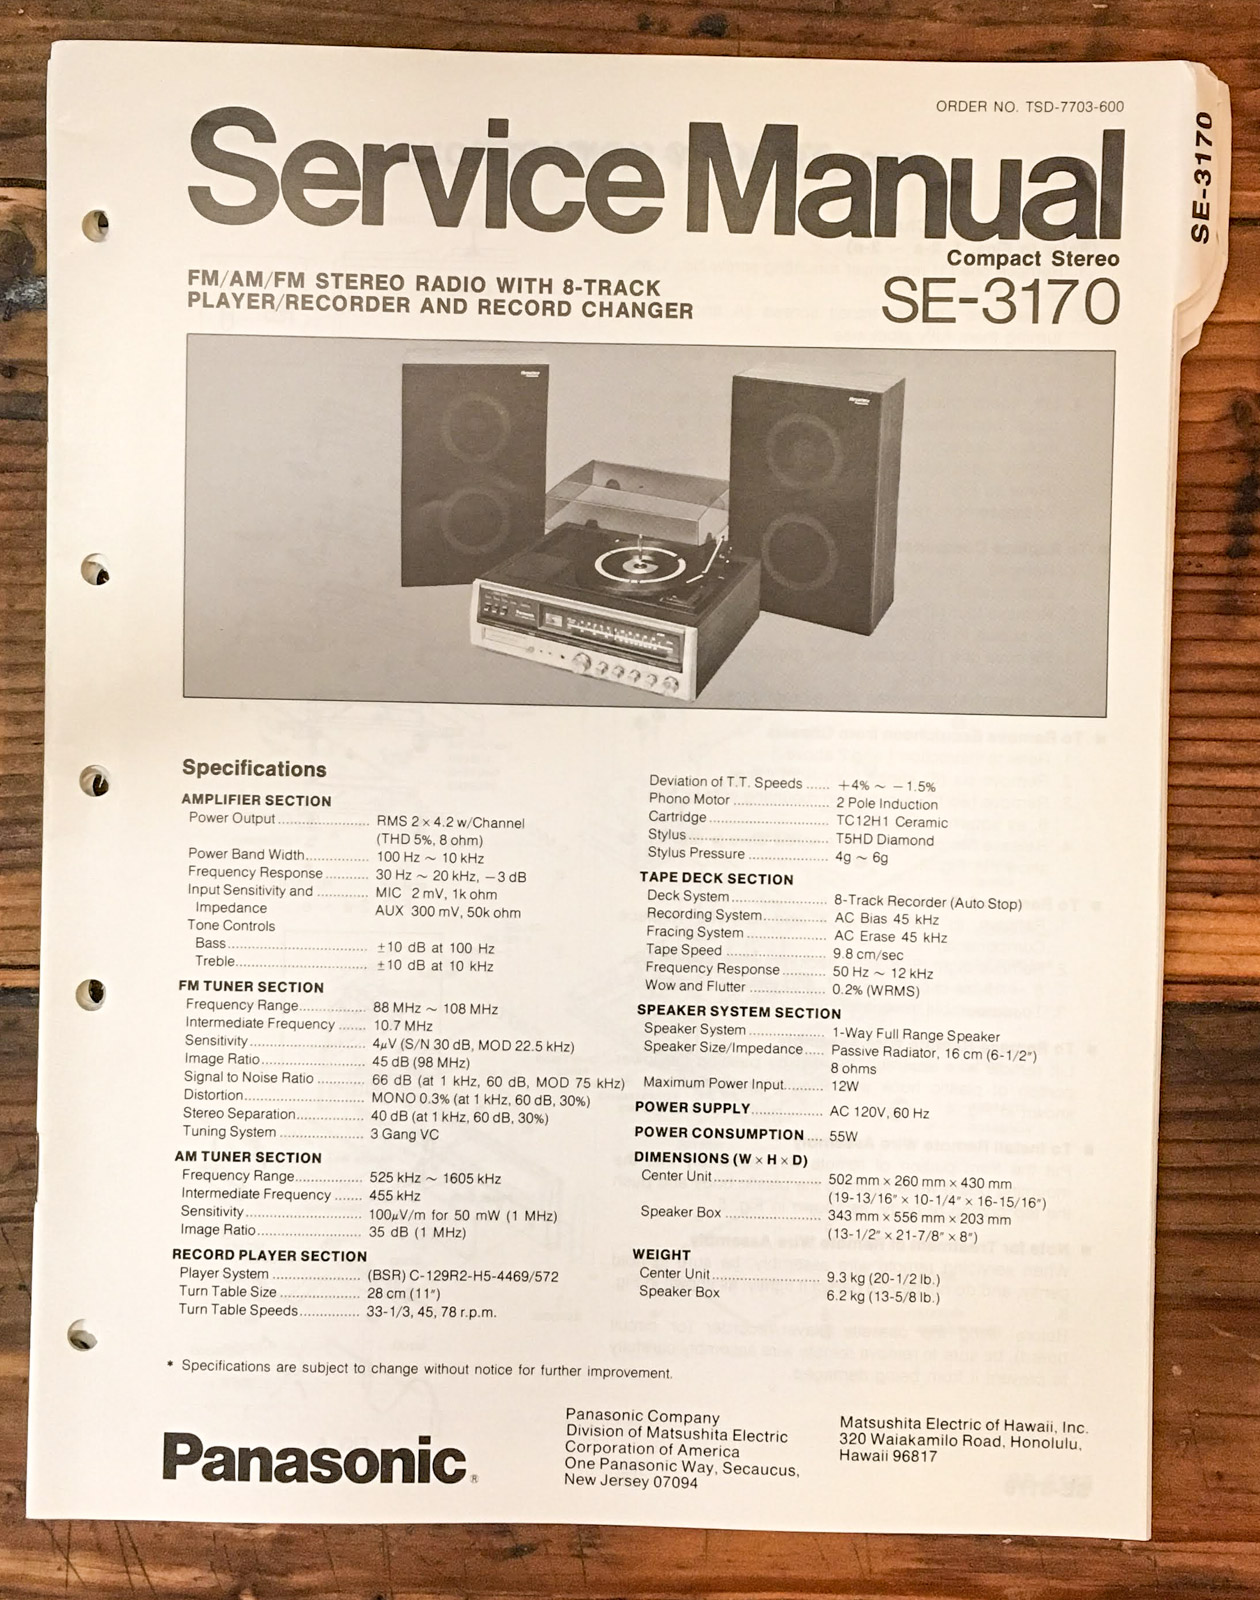 ORDER NO. TSD-7703-600
Service Manual
SE-3170
Compact Stereo
FM/AM/FM STEREO RADIO WITH 8-TRACK
PLAYER/RECORDER AND RECORD CHANGER
SE-3170
Panasonic
Specifications
AMPLIFIER SECTION
Power Output .......... RMS 2 × 4.2 w/Channel
(THD 5%, 8 ohm)
Power Band Width .......... 100 Hz ~ 10 kHz
Frequency Response .......... 30 Hz ~ 20 kHz, −3 dB
Input Sensitivity and .......... MIC 2 mV, 1k ohm
Impedance AUX 300 mV, 50k ohm
Tone Controls
Bass .......... ±10 dB at 100 Hz
Treble .......... ±10 dB at 10 kHz
FM TUNER SECTION
Frequency Range .......... 88 MHz ~ 108 MHz
Intermediate Frequency ....... 10.7 MHz
Sensitivity .......... 4µV (S/N 30 dB, MOD 22.5 kHz)
Image Ratio .......... 45 dB (98 MHz)
Signal to Noise Ratio .......... 66 dB (at 1 kHz, 60 dB, MOD 75 kHz)
Distortion .......... MONO 0.3% (at 1 kHz, 60 dB, 30%)
Stereo Separation .......... 40 dB (at 1 kHz, 60 dB, 30%)
Tuning System .......... 3 Gang VC
AM TUNER SECTION
Frequency Range .......... 525 kHz ~ 1605 kHz
Intermediate Frequency ....... 455 kHz
Sensitivity .......... 100µV/m for 50 mW (1 MHz)
Image Ratio .......... 35 dB (1 MHz)
RECORD PLAYER SECTION
Player System .......... (BSR) C-129R2-H5-4469/572
Turn Table Size .......... 28 cm (11")
Turn Table Speeds .......... 33-1/3, 45, 78 r.p.m.
Deviation of T.T. Speeds ...... +4% ~ −1.5%
Phono Motor .......... 2 Pole Induction
Cartridge .......... TC12H1 Ceramic
Stylus .......... T5HD Diamond
Stylus Pressure .......... 4g ~ 6g
TAPE DECK SECTION
Deck System .......... 8-Track Recorder (Auto Stop)
Recording System .......... AC Bias 45 kHz
Fracing System .......... AC Erase 45 kHz
Tape Speed .......... 9.8 cm/sec
Frequency Response .......... 50 Hz ~ 12 kHz
Wow and Flutter .......... 0.2% (WRMS)
SPEAKER SYSTEM SECTION
Speaker System .......... 1-Way Full Range Speaker
Speaker Size/Impedance ..... Passive Radiator, 16 cm (6-1/2")
8 ohms
Maximum Power Input .......... 12W
POWER SUPPLY .......... AC 120V, 60 Hz
POWER CONSUMPTION .... 55W
DIMENSIONS (W × H × D)
Center Unit .......... 502 mm × 260 mm × 430 mm
(19-13/16" × 10-1/4" × 16-15/16")
Speaker Box .......... 343 mm × 556 mm × 203 mm
(13-1/2" × 21-7/8" × 8")
WEIGHT
Center Unit .......... 9.3 kg (20-1/2 lb.)
Speaker Box 6.2 kg (13-5/8 lb.)
* Specifications are subject to change without notice for further improvement.
Panasonic®
Panasonic Company
Division of Matsushita Electric
Corporation of America
One Panasonic Way, Secaucus,
New Jersey 07094
Matsushita Electric of Hawaii, Inc.
320 Waiakamilo Road, Honolulu,
Hawaii 96817